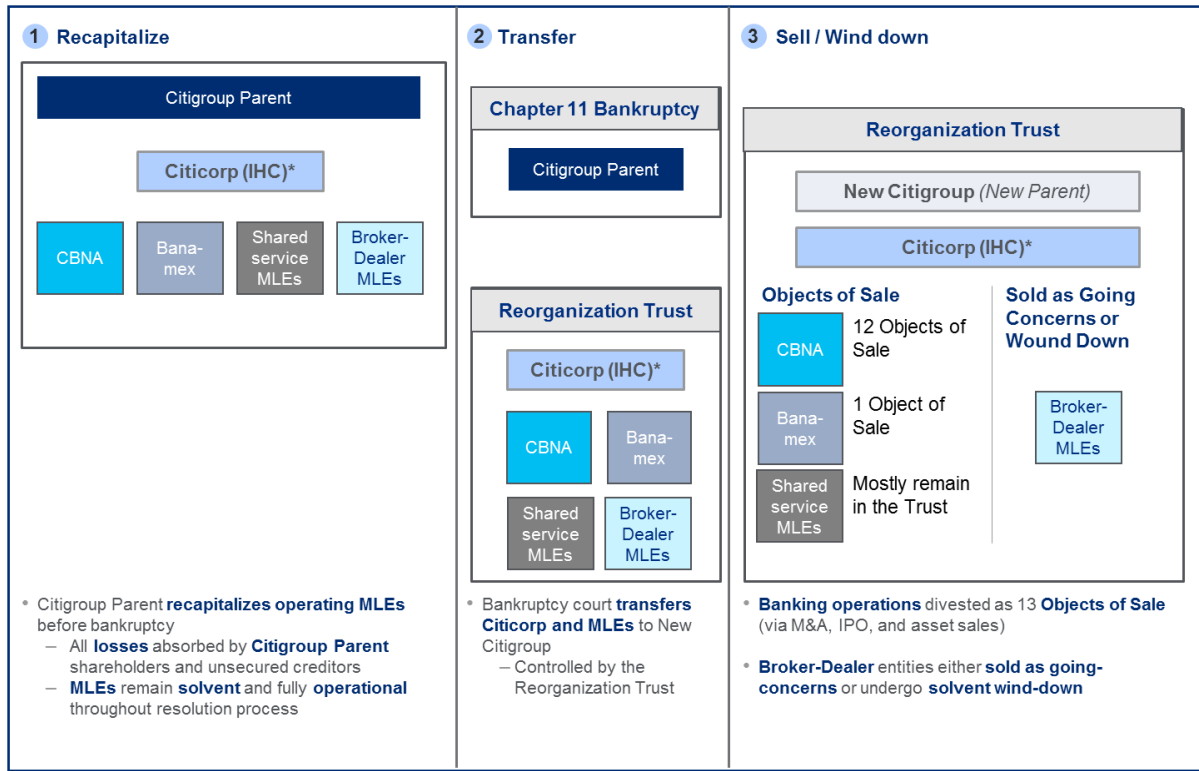 1 Recapitalize
Citigroup Parent
Citicorp (IHC)*
CBNA
Bana-
mex
Shared
service
MLEs
Broker-
Dealer
MLEs
• Citigroup Parent recapitalizes operating MLEs
before bankruptcy
– All losses absorbed by Citigroup Parent
shareholders and unsecured creditors
– MLEs remain solvent and fully operational
throughout resolution process
2 Transfer
Chapter 11 Bankruptcy
Citigroup Parent
Reorganization Trust
Citicorp (IHC)*
CBNA
Bana-
mex
Shared
service
MLEs
Broker-
Dealer
MLEs
• Bankruptcy court transfers
Citicorp and MLEs to New
Citigroup
– Controlled by the
Reorganization Trust
3 Sell / Wind down
Reorganization Trust
New Citigroup (New Parent)
Citicorp (IHC)*
Objects of Sale
CBNA
12 Objects of
Sale
Bana-
mex
1 Object of
Sale
Shared
service
MLEs
Mostly remain
in the Trust
Sold as Going
Concerns or
Wound Down
Broker-
Dealer
MLEs
• Banking operations divested as 13 Objects of Sale
(via M&A, IPO, and asset sales)
• Broker-Dealer entities either sold as going-
concerns or undergo solvent wind-down